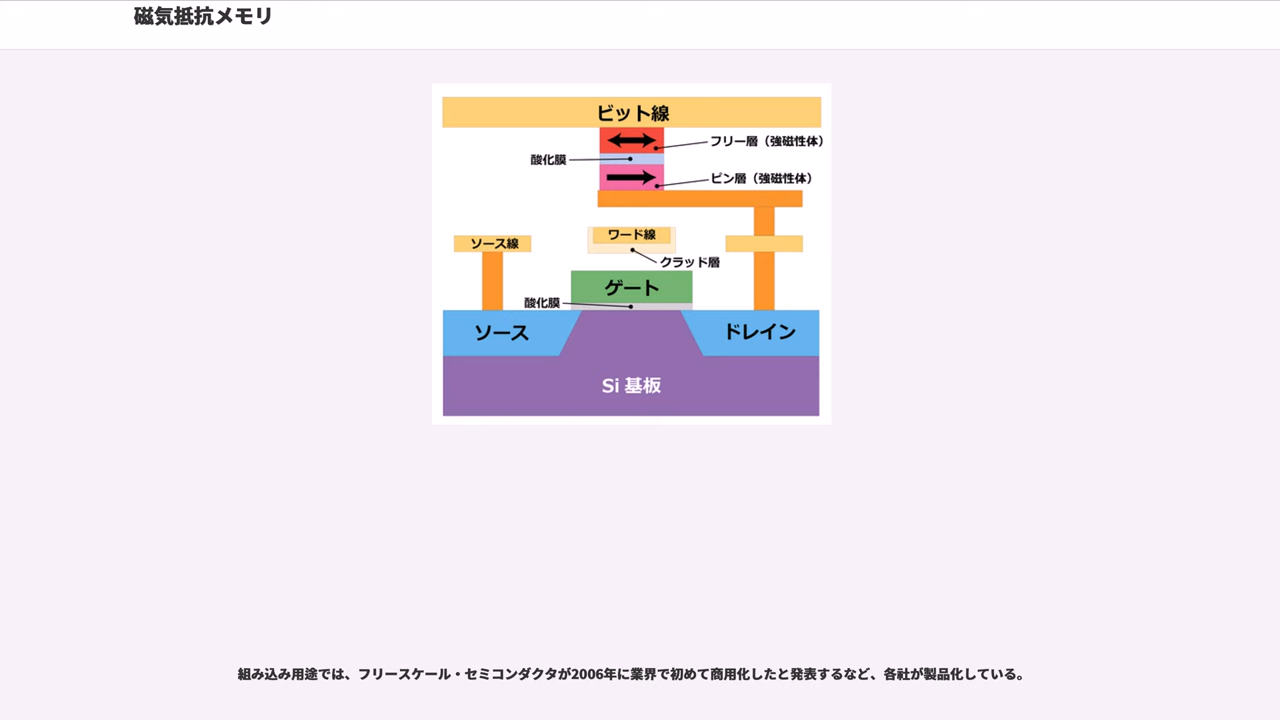 磁気抵抗メモリ
ビット線
フリー層（強磁性体）
酸化膜
ピン層（強磁性体）
ワード線
ソース線
クラッド層
ゲート
酸化膜
ソース
ドレイン
Si 基板
組み込み用途では、フリースケール・セミコンダクタが2006年に業界で初めて商用化したと発表するなど、各社が製品化している。